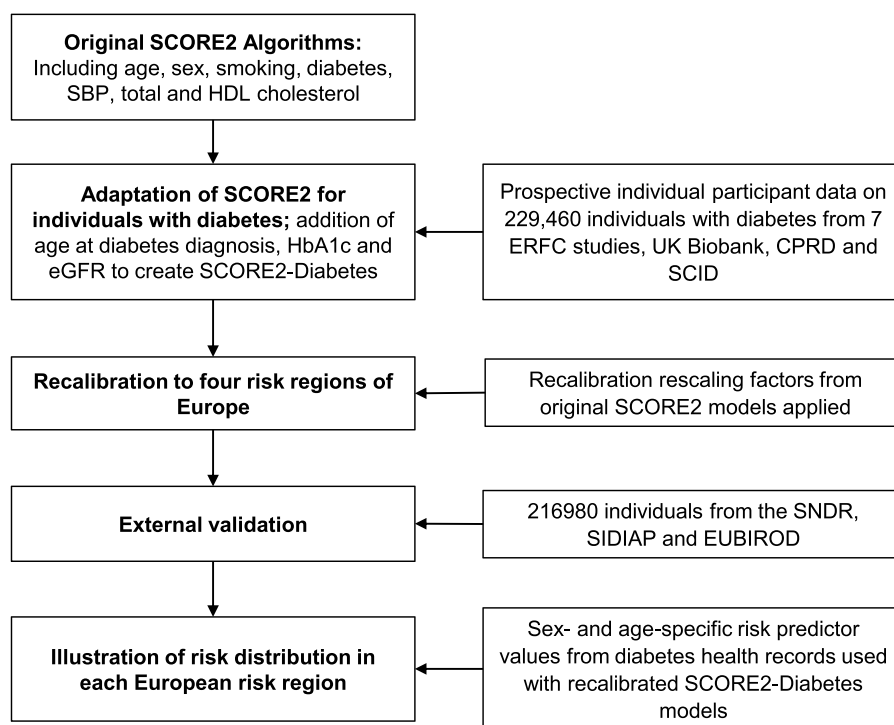 Original SCORE2 Algorithms:
Including age, sex, smoking, diabetes,
SBP, total and HDL cholesterol
Adaptation of SCORE2 for
individuals with diabetes; addition of
age at diabetes diagnosis, HbA1c and
eGFR to create SCORE2-Diabetes
Prospective individual participant data on
229,460 individuals with diabetes from 7
ERFC studies, UK Biobank, CPRD and
SCID
Recalibration to four risk regions of
Europe
Recalibration rescaling factors from
original SCORE2 models applied
External validation
216980 individuals from the SNDR,
SIDIAP and EUBIROD
Illustration of risk distribution in
each European risk region
Sex- and age-specific risk predictor
values from diabetes health records used
with recalibrated SCORE2-Diabetes
models